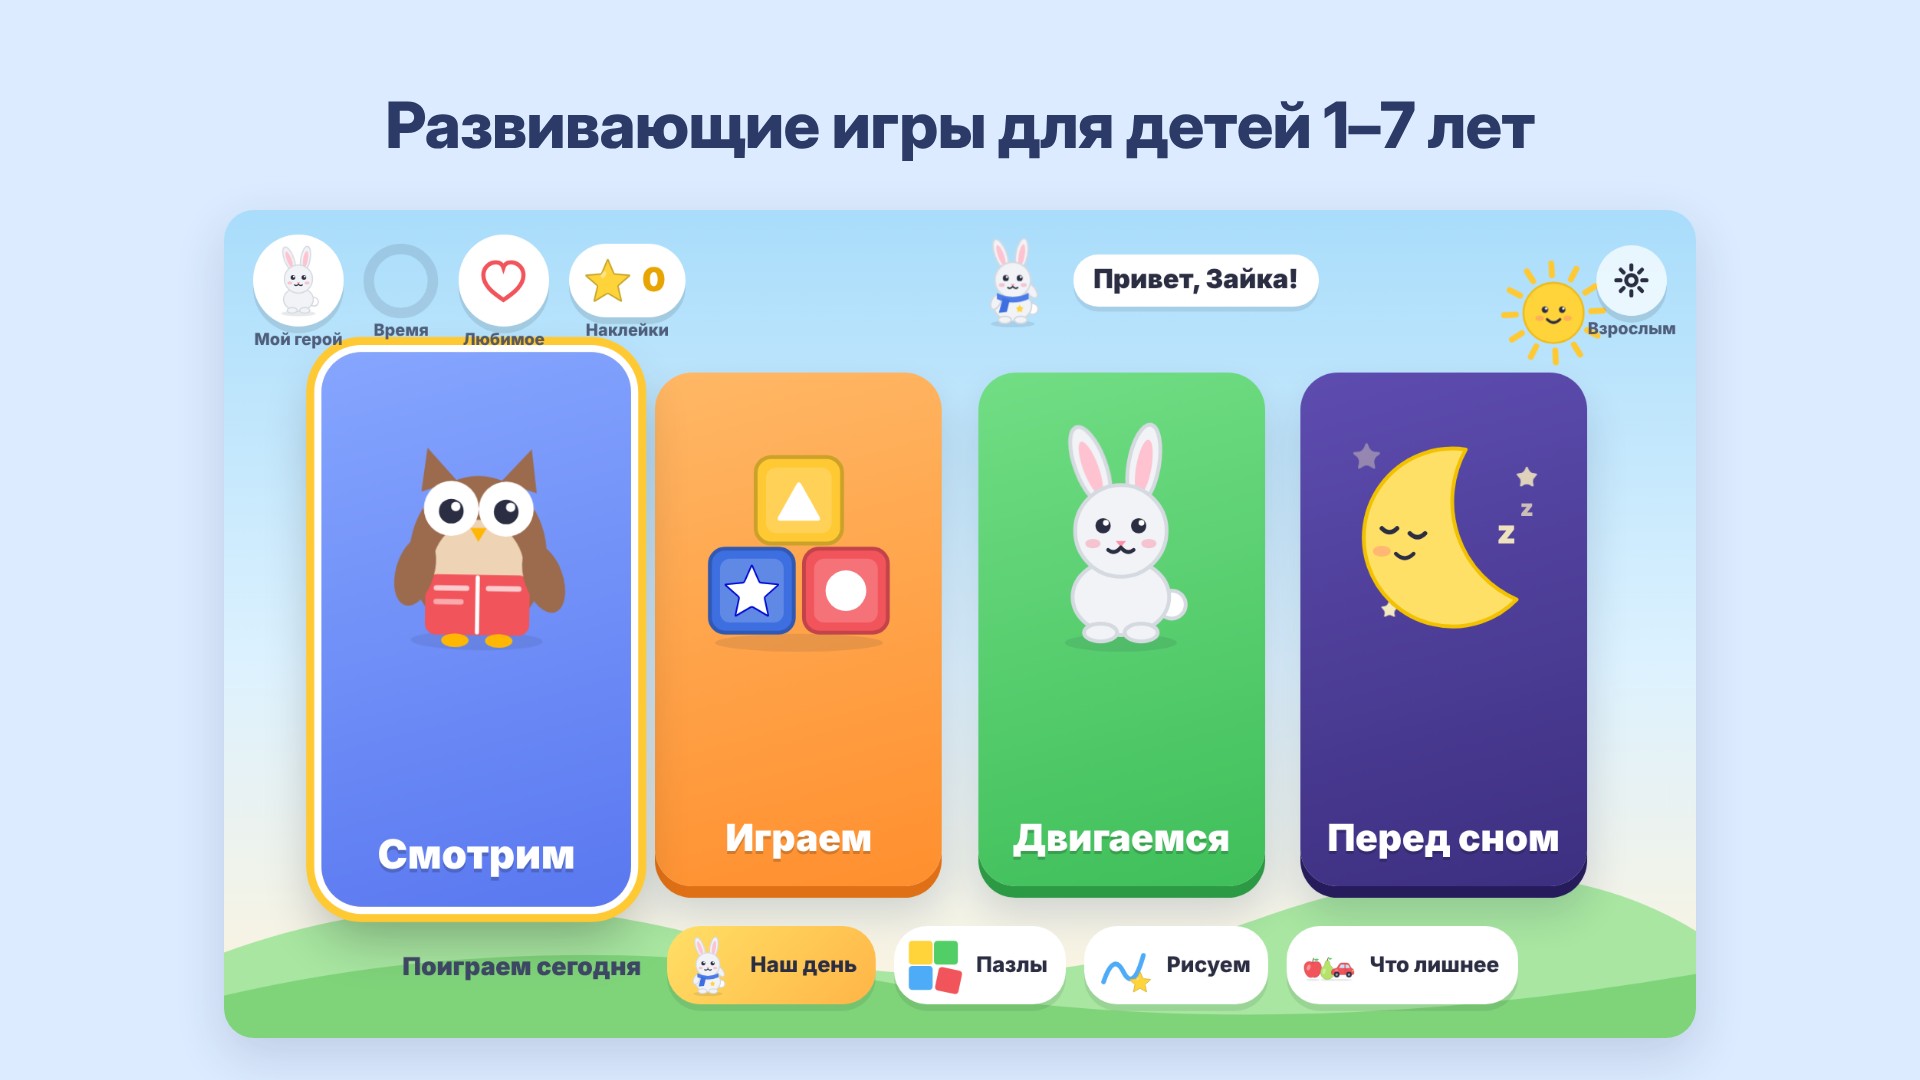 Развивающие игры для детей 1–7 лет
0
Привет, Зайка!
Мой герой
Время
Любимое
Наклейки
Взрослым
z
z
Смотрим
Играем
Двигаемся
Перед сном
Поиграем сегодня
Наш день
Пазлы
Рисуем
Что лишнее